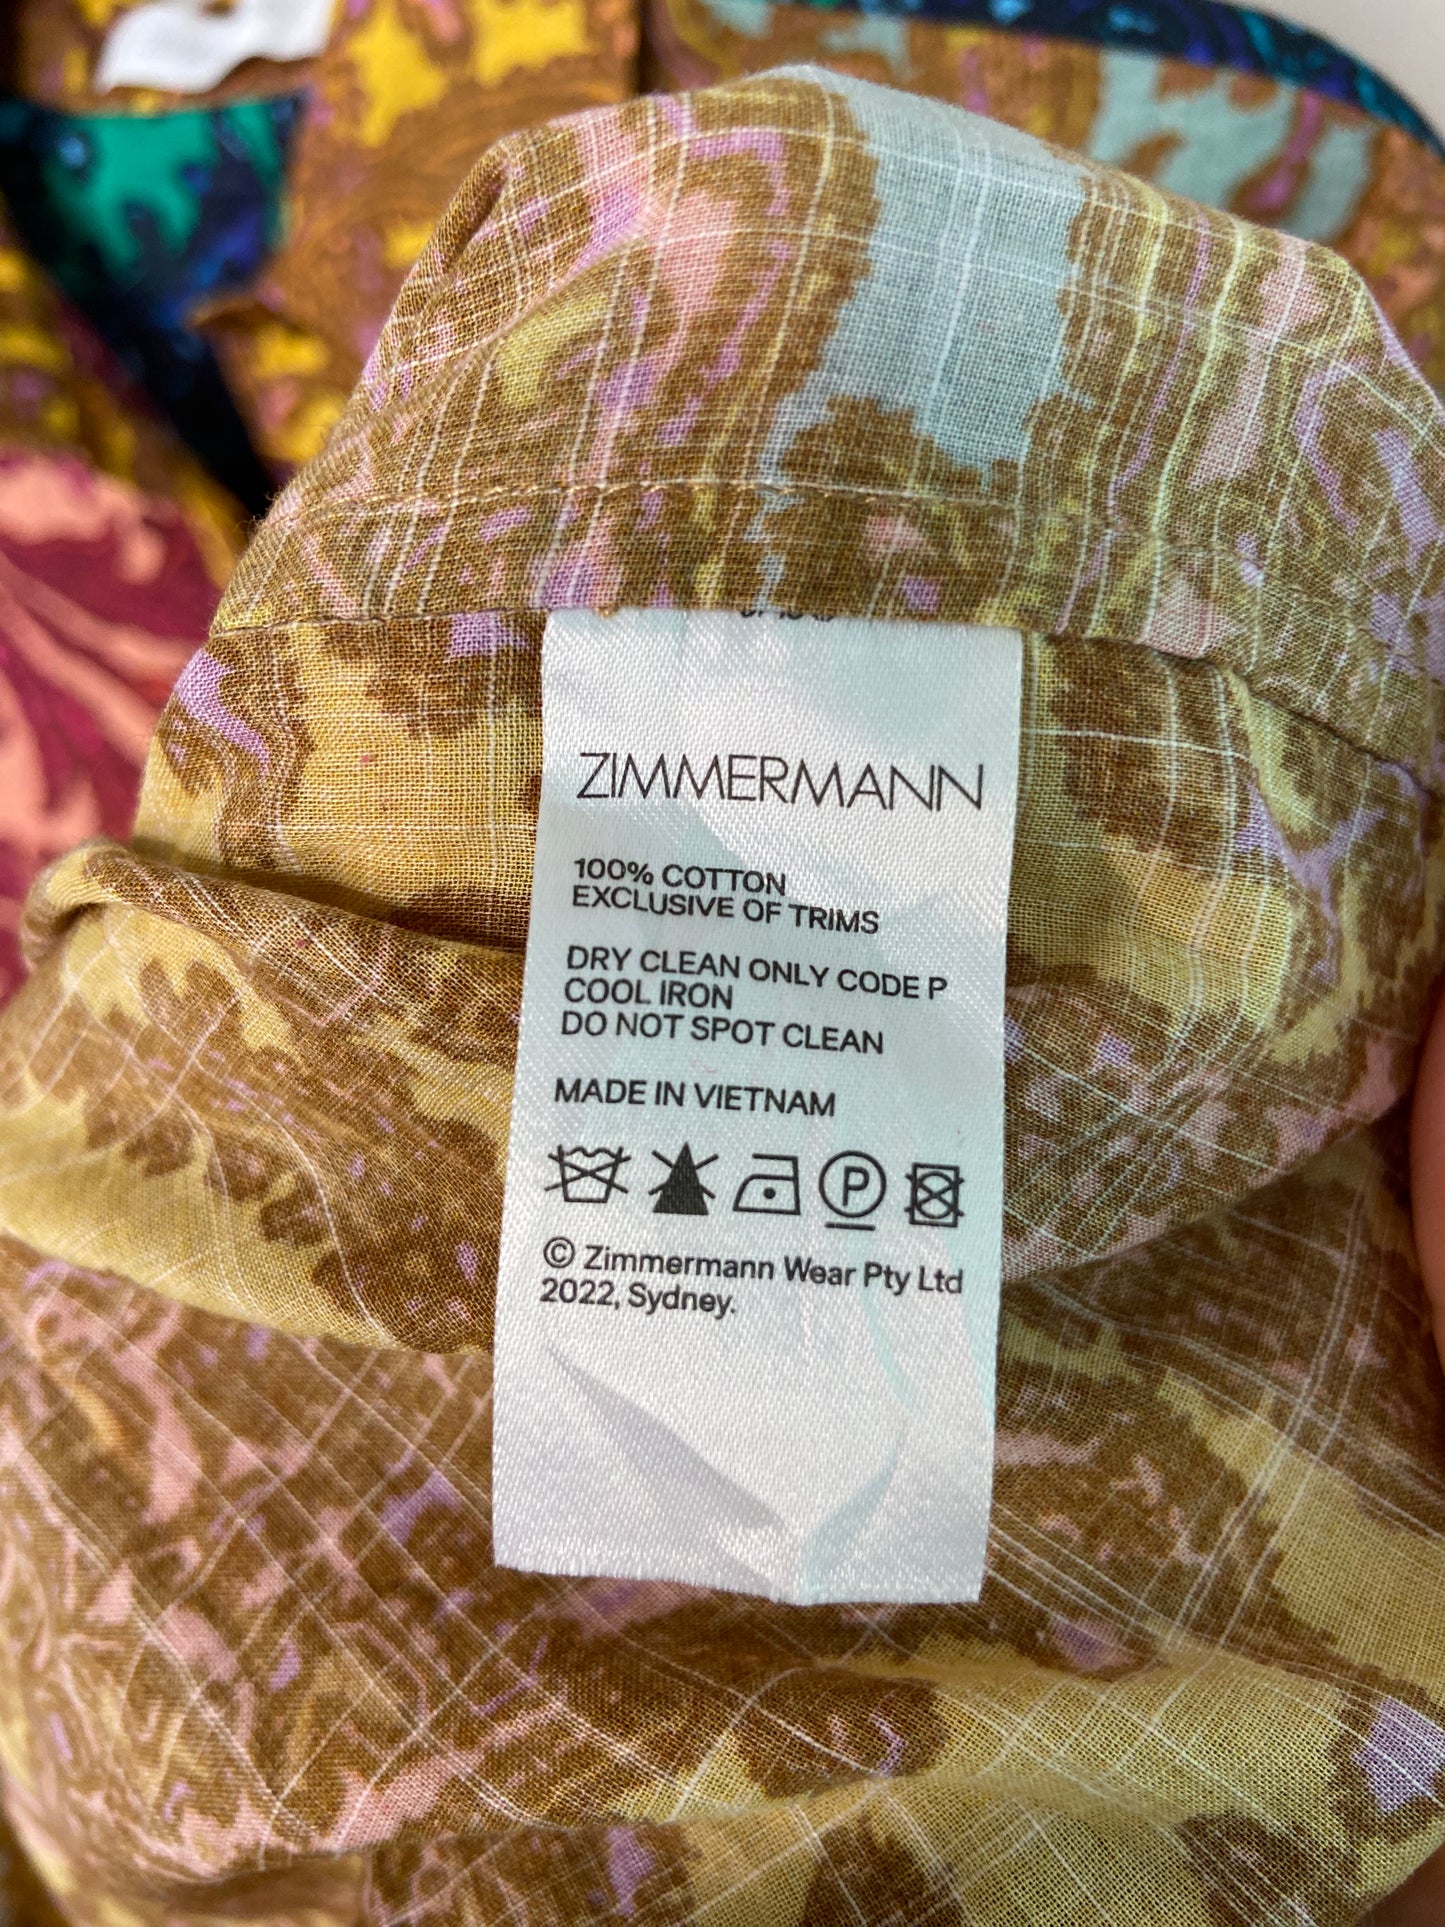 ZIMMERMANN
100% COTTON
EXCLUSIVE OF TRIMS
DRY CLEAN ONLY CODE P
COOL IRON
DO NOT SPOT CLEAN
MADE IN VIETNAM
P
© Zimmermann Wear Pty Ltd
2022, Sydney.